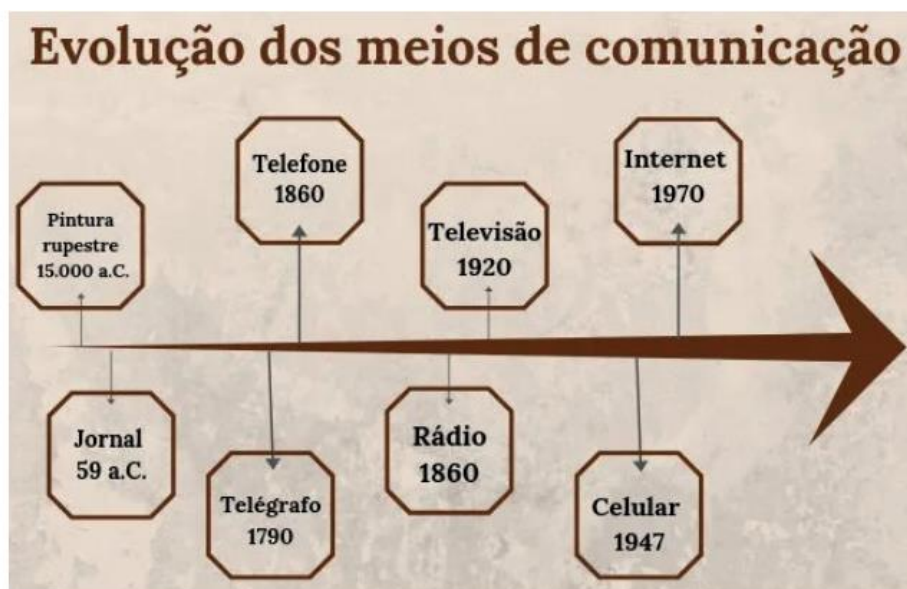 Evolução dos meios de comunicação
Pintura
rupestre
15.000 a.C.
Jornal
59 a.C.
Telégrafo
1790
Telefone
1860
Rádio
1860
Televisão
1920
Celular
1947
Internet
1970